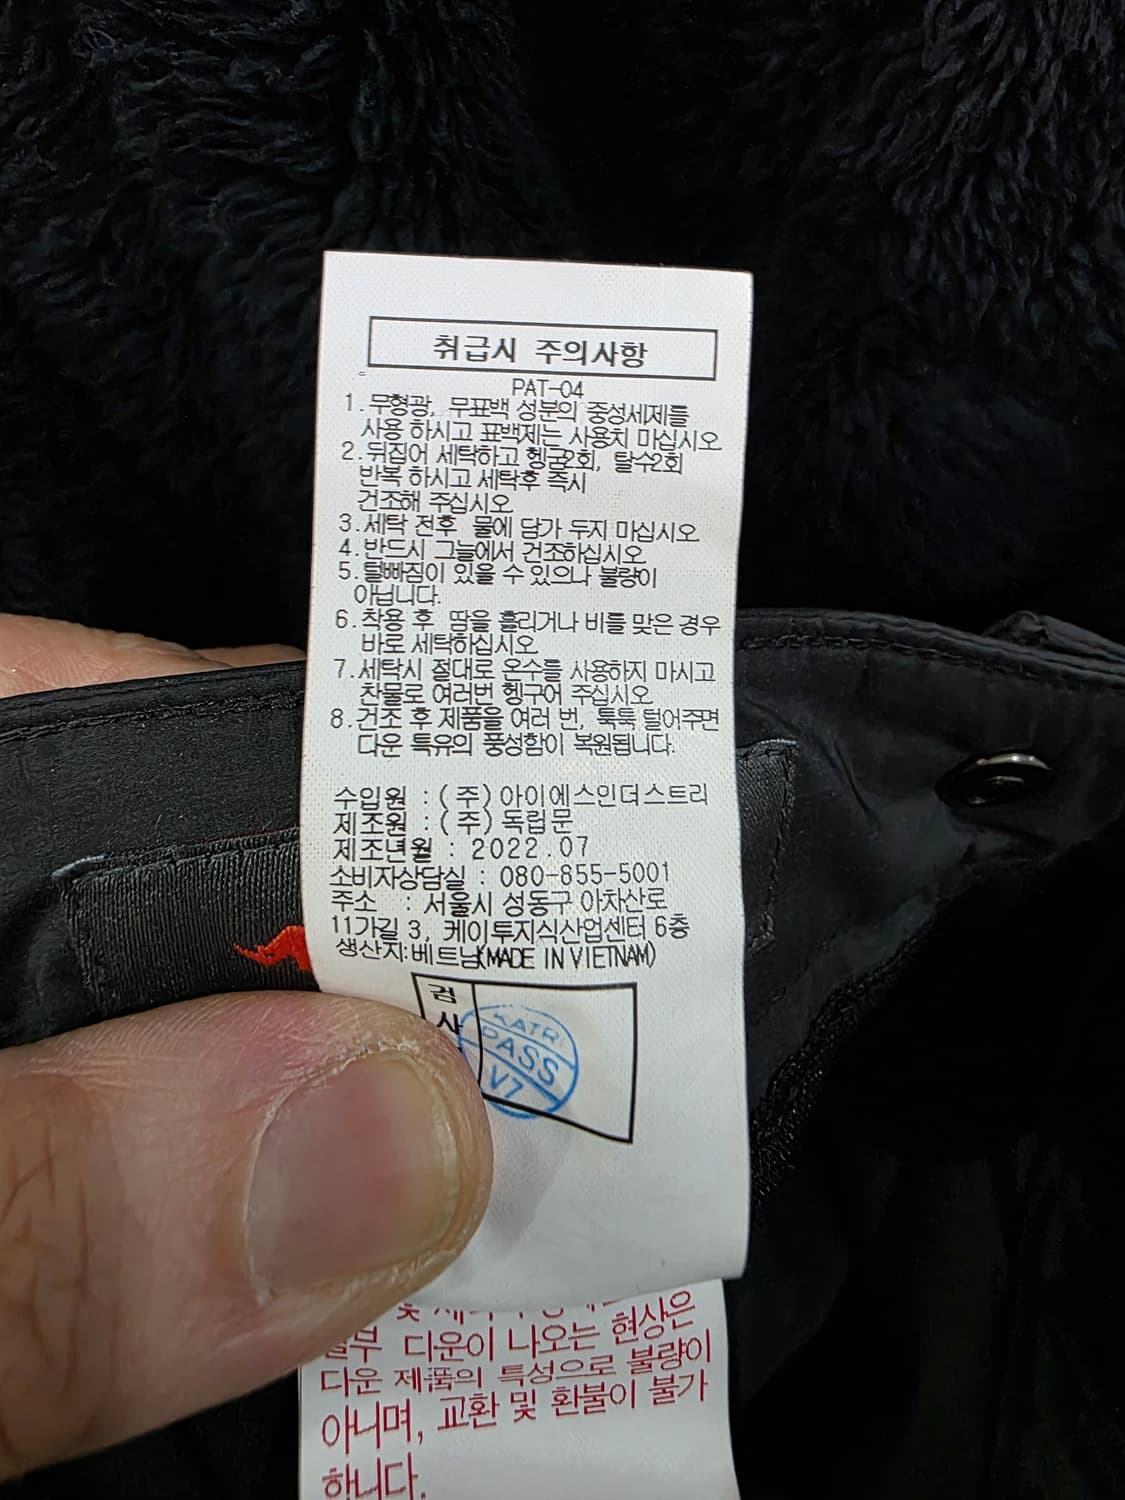 취급시 주의사항
PAT-04
1.무형광, 무표백 성분의 중성세제를
사용 하시고 표백제는 사용치 마십시오
2.뒤집어 세탁하고 헹굼2회, 탈수2회
반복 하시고 세탁후 즉시
건조해 주십시오
3.세탁 전후 물에 담가 두지 마십시오
4.반드시 그늘에서 건조하십시오
5.털빠짐이 있을 수 있으나 불량이
아닙니다.
6.착용 후 땀을 흘리거나 비를 맞은 경우
바로 세탁하십시오
7.세탁시 절대로 온수를 사용하지 마시고
찬물로 여러번 헹구어 주십시오
8.건조 후 제품을 여러 번, 톡톡 털어주면
다운 특유의 풍성함이 복원됩니다.
수입원 : (주)아이에스인더스트리
제조원 : (주)독립문
제조년월 : 2022.07
소비자상담실 : 080-855-5001
주소 : 서울시 성동구 아차산로
11가길 3, 케이투지식산업센터 6층
생산지:베트남(MADE IN VIETNAM)
검
사
KATRI
PASS
V7
및
일부 다운이 나오는 현상은
다운 제품의 특성으로 불량이
아니며, 교환 및 환불이 불가
합니다.